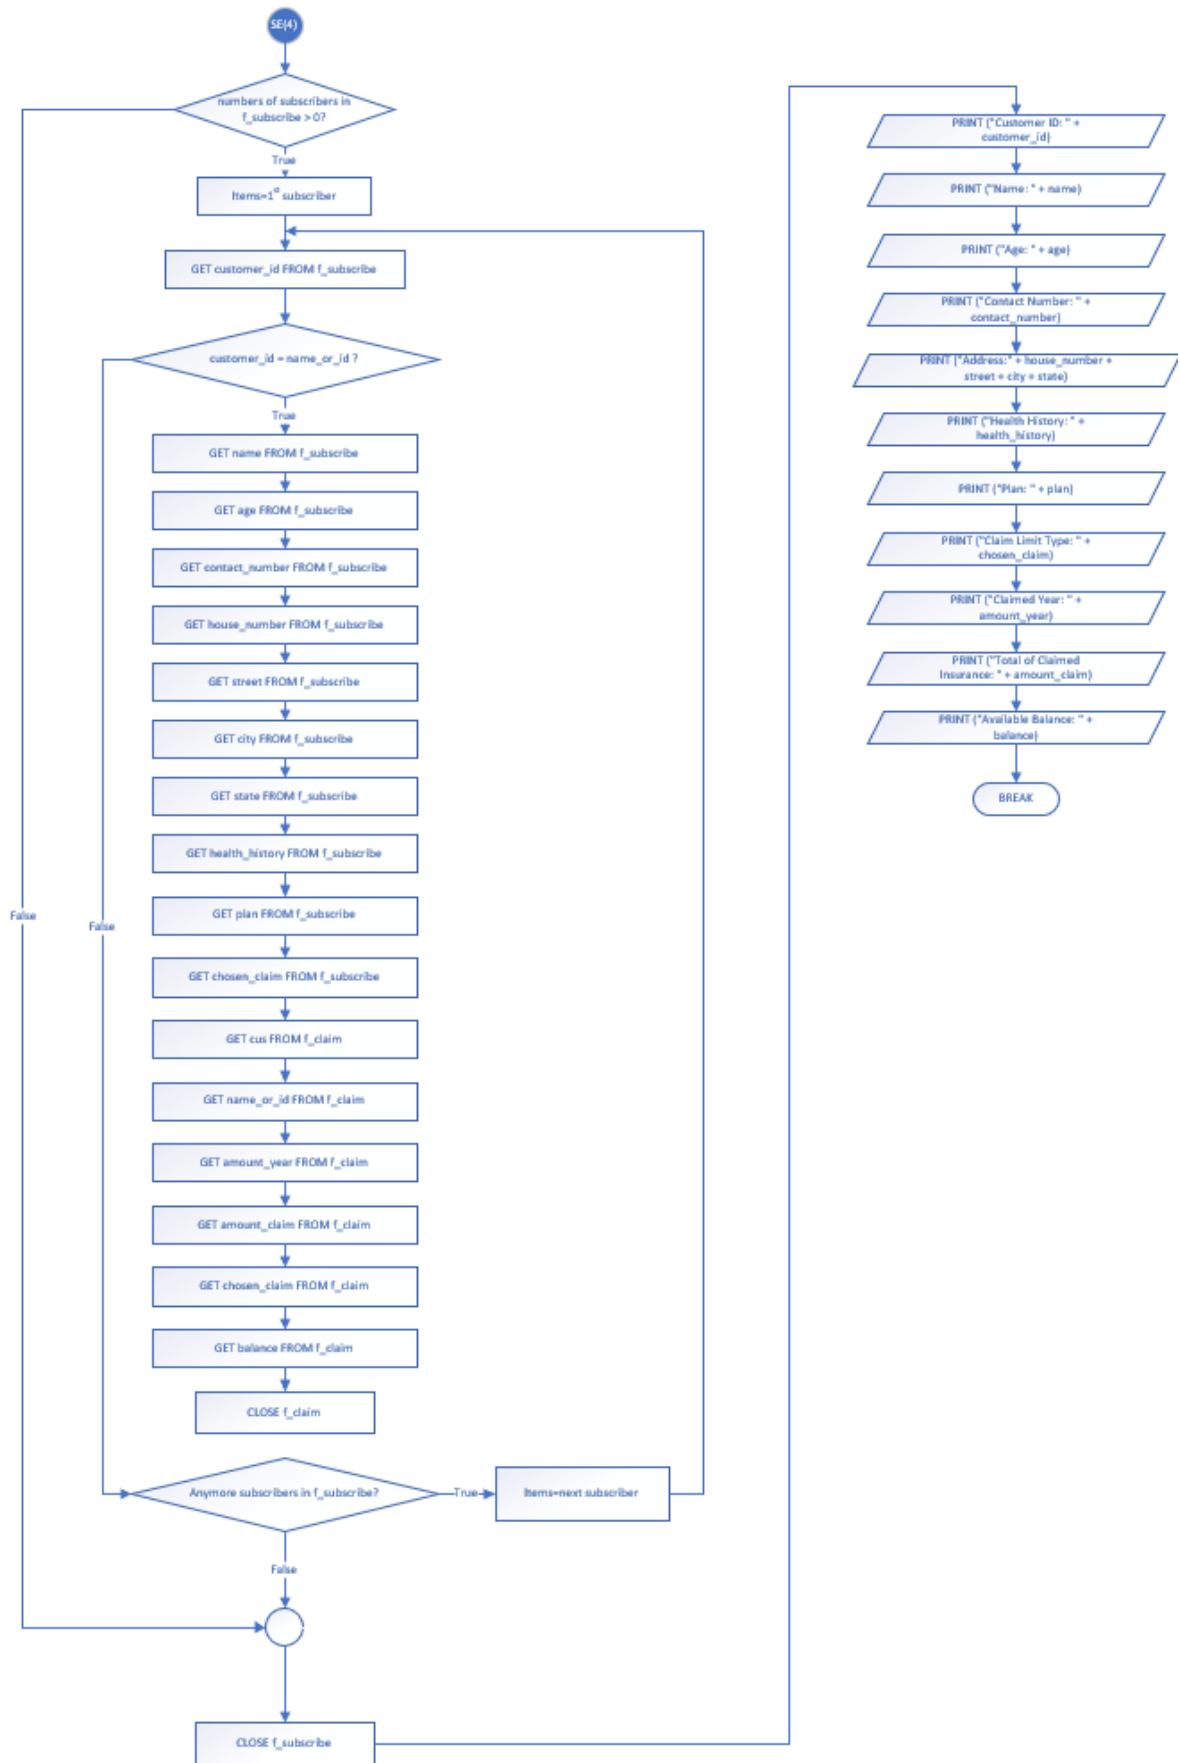 SE(4)
numbers of subscribers in
f_subscribe > 0?
True
Items=1st subscriber
GET customer_id FROM f_subscribe
customer_id = name_or_id ?
True
GET name FROM f_subscribe
GET age FROM f_subscribe
GET contact_number FROM f_subscribe
GET house_number FROM f_subscribe
GET street FROM f_subscribe
GET city FROM f_subscribe
GET state FROM f_subscribe
GET health_history FROM f_subscribe
GET plan FROM f_subscribe
False
False
GET chosen_claim FROM f_subscribe
GET cus FROM f_claim
GET name_or_id FROM f_claim
GET amount_year FROM f_claim
GET amount_claim FROM f_claim
GET chosen_claim FROM f_claim
GET balance FROM f_claim
CLOSE f_claim
Anymore subscribers in f_subscribe?
True
Items=next subscriber
False
CLOSE f_subscribe
PRINT ("Customer ID: " +
customer_id)
PRINT ("Name: " + name)
PRINT ("Age: " + age)
PRINT ("Contact Number: " +
contact_number)
PRINT ("Address:" + house_number +
street + city + state)
PRINT ("Health History: " +
health_history)
PRINT ("Plan: " + plan)
PRINT ("Claim Limit Type: " +
chosen_claim)
PRINT ("Claimed Year: " +
amount_year)
PRINT ("Total of Claimed
Insurance: " + amount_claim)
PRINT ("Available Balance: " +
balance)
BREAK